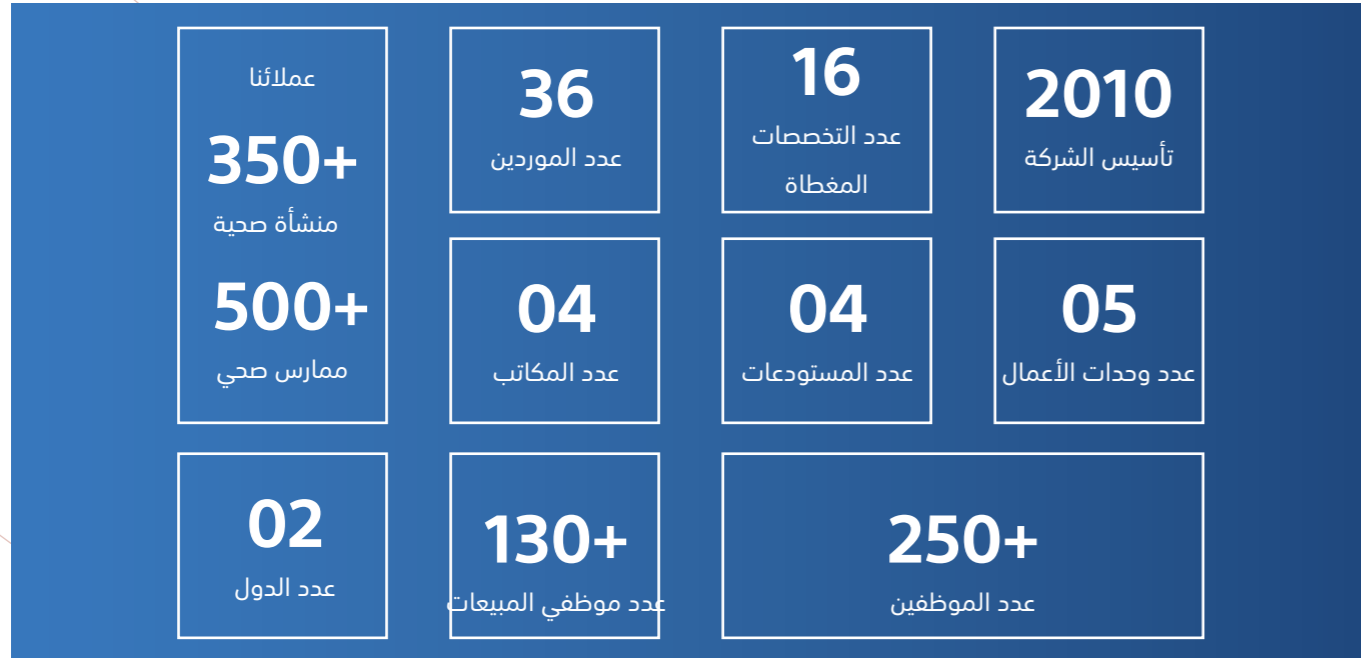 2010
تأسيس الشركة
16
عدد التخصصات
المغطاة
36
عدد الموردين
عملائنا
350+
منشأة صحية
500+
ممارس صحي
05
عدد وحدات الأعمال
04
عدد المستودعات
04
عدد المكاتب
250+
عدد الموظفين
130+
عدد موظفي المبيعات
02
عدد الدول